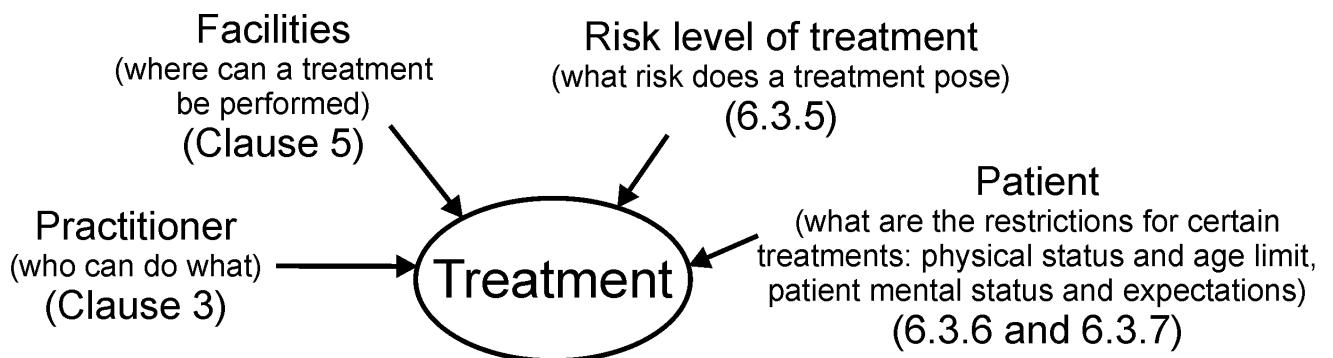 Facilities
(where can a treatment
be performed)
(Clause 5)
Risk level of treatment
(what risk does a treatment pose)
(6.3.5)
Practitioner
(who can do what)
(Clause 3)
Treatment
Patient
(what are the restrictions for certain
treatments: physical status and age limit,
patient mental status and expectations)
(6.3.6 and 6.3.7)